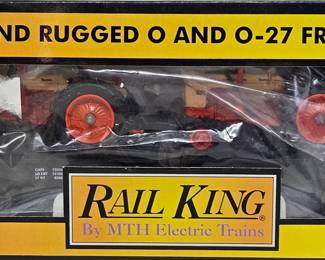 ND RUGGED O AND O-27 FR
RAIL KING®
By MTH Electric Trains